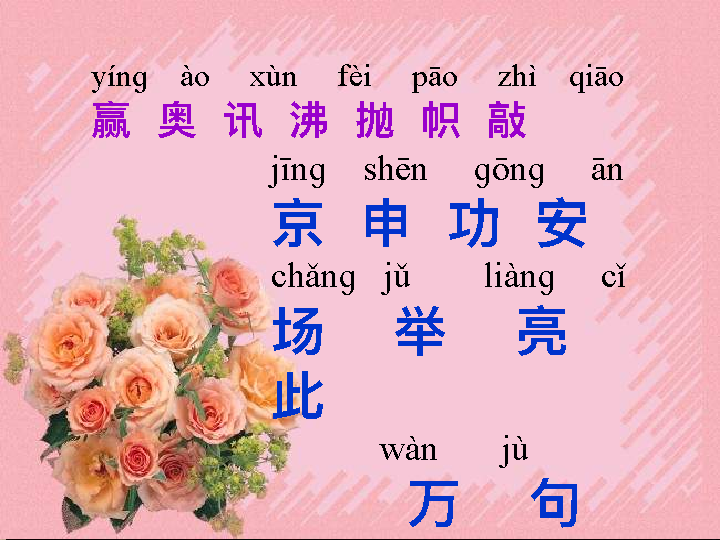 yíng ào xùn fèi pāo zhì qiāo
赢 奥 讯 沸 抛 帜 敲
jīng shēn gōng ān
京 申 功 安
chǎng jǔ liàng cǐ
场 举 亮
此
wàn jù
万 句